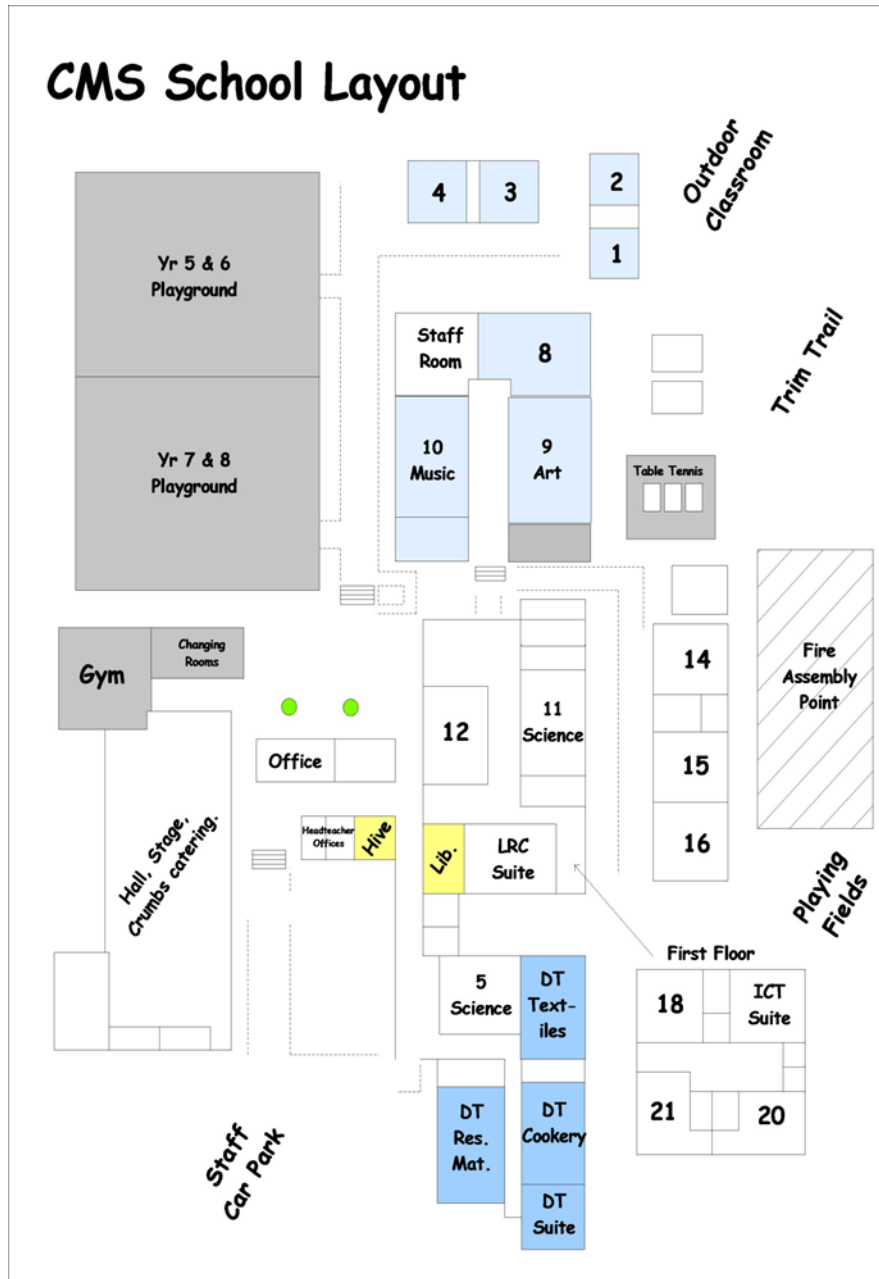 CMS School Layout
Outdoor
Classroom
4
3
2
1
Yr 5 & 6
Playground
Staff
Room
8
Trim Trail
Yr 7 & 8
Playground
10
Music
9
Art
Table Tennis
Gym
Changing
Rooms
14
Fire
Assembly
Point
12
11
Science
Office
15
Headteacher
Offices
Hive
Lib.
LRC
Suite
16
Hall, Stage,
Crumbs catering.
Playing
Fields
First Floor
5
Science
DT
Text-
iles
18
ICT
Suite
21
20
DT
Res.
Mat.
DT
Cookery
DT
Suite
Staff
Car Park